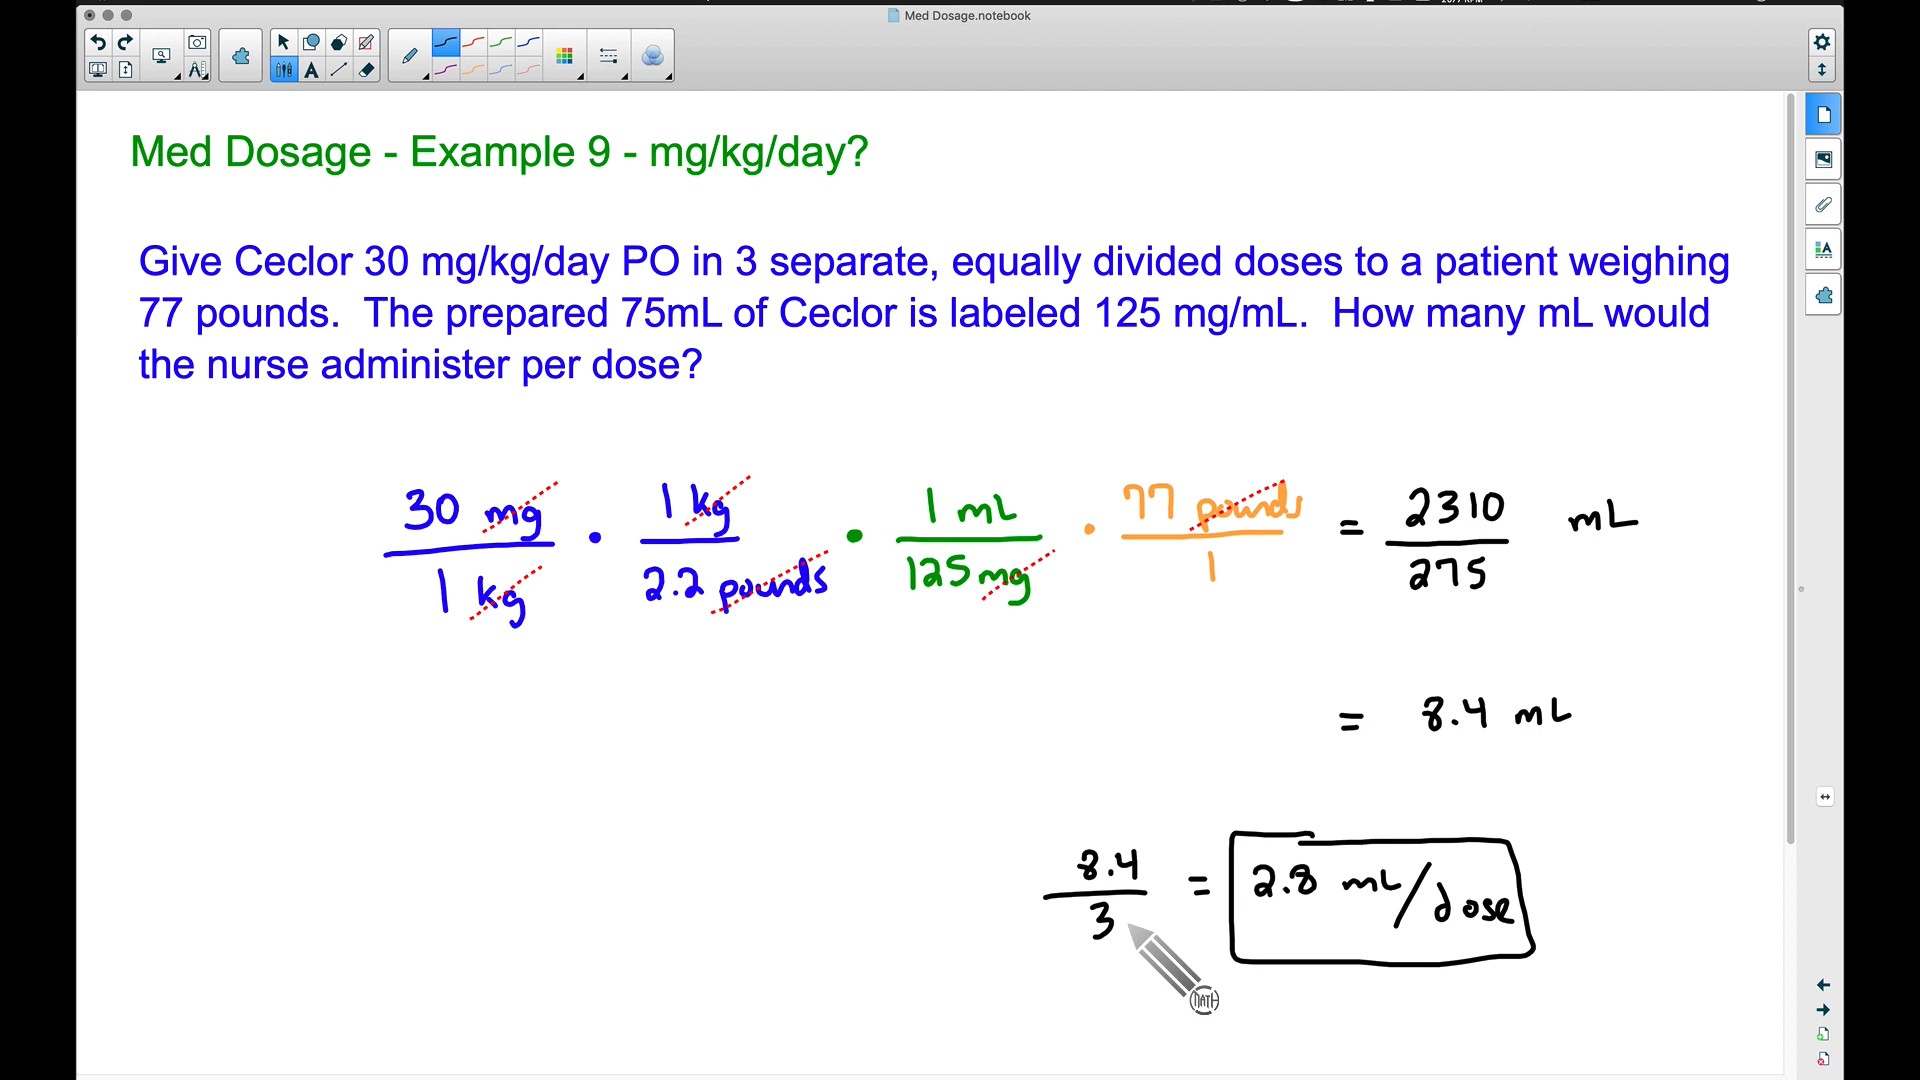 Med Dosage.notebook
Med Dosage - Example 9 - mg/kg/day?
Give Ceclor 30 mg/kg/day PO in 3 separate, equally divided doses to a patient weighing
77 pounds. The prepared 75mL of Ceclor is labeled 125 mg/mL. How many mL would
the nurse administer per dose?
30 mg / 1 kg · 1 kg / 2.2 pounds · 1 mL / 125 mg · 77 pounds / 1 = 2310 / 275 mL
= 8.4 mL
8.4 / 3 = 2.8 mL/dose
MATH